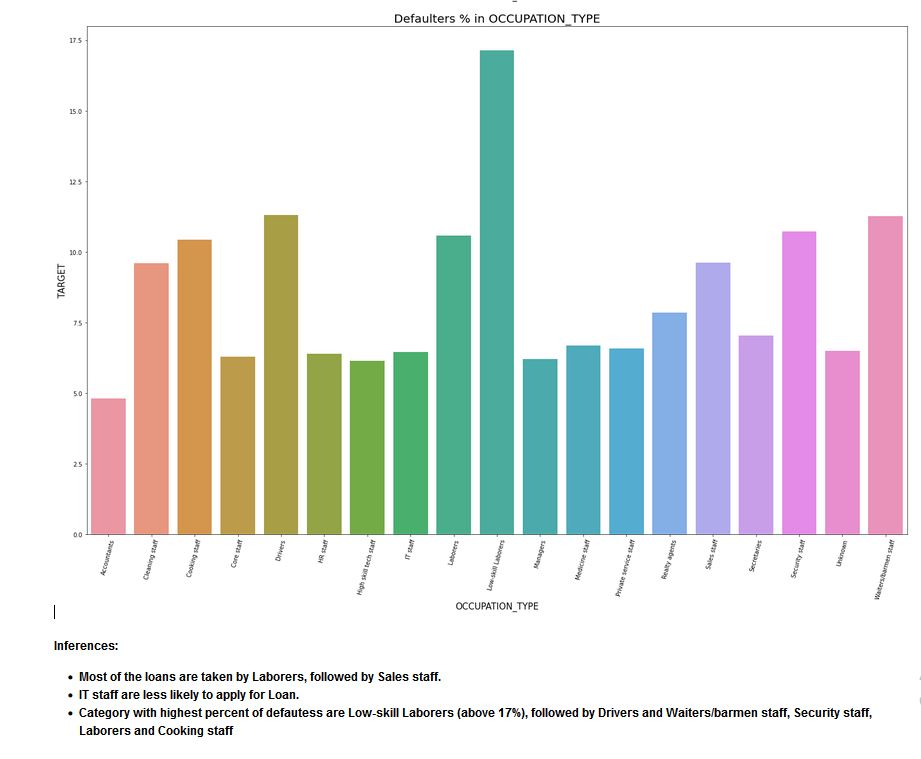 Defaulters % in OCCUPATION_TYPE
17.5
15.0
12.5
10.0
7.5
5.0
2.5
0.0
TARGET
Accountants
Cleaning staff
Cooking staff
Core staff
Drivers
HR staff
High skill tech staff
IT staff
Laborers
Low-skill Laborers
Managers
Medicine staff
Private service staff
Realty agents
Sales staff
Secretaries
Security staff
Unknown
Waiters/barmen staff
OCCUPATION_TYPE
Inferences:
• Most of the loans are taken by Laborers, followed by Sales staff.
• IT staff are less likely to apply for Loan.
• Category with highest percent of defautess are Low-skill Laborers (above 17%), followed by Drivers and Waiters/barmen staff, Security staff,
Laborers and Cooking staff